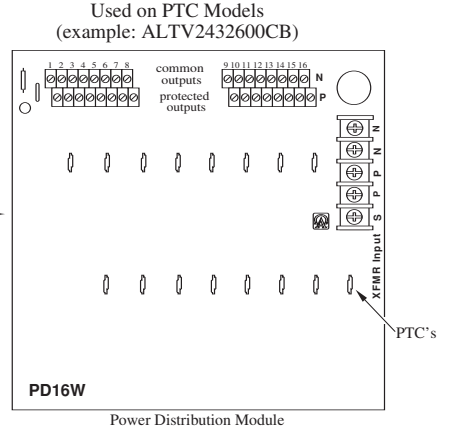 Used on PTC Models
(example: ALTV2432600CB)
1 2 3 4 5 6 7 8
common
outputs
9 10 11 12 13 14 15 16
N
protected
outputs
P
N
N
P
P
S
XFMR Input
PTC's
PD16W
Power Distribution Module